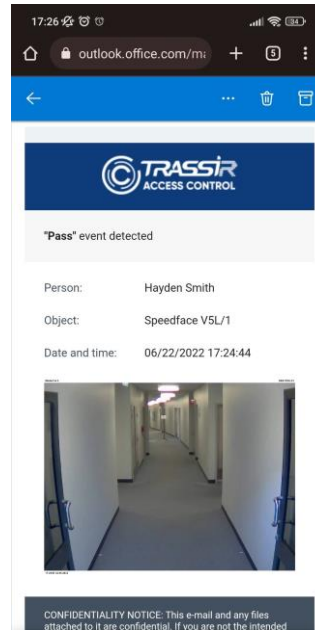 17:26
84
outlook.office.com/ma
5
TRASSIR
ACCESS CONTROL
"Pass" event detected
Person: Hayden Smith
Object: Speedface V5L/1
Date and time: 06/22/2022 17:24:44
CONFIDENTIALITY NOTICE: This e-mail and any files
attached to it are confidential. If you are not the intended